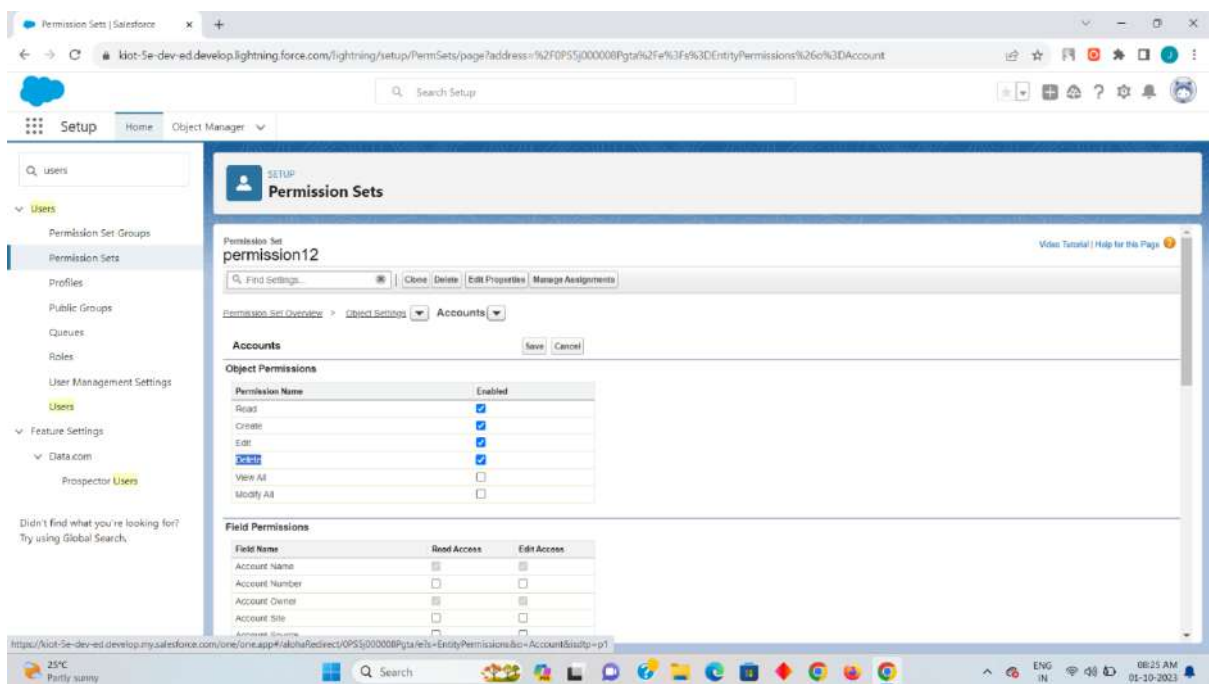 Permission Sets | Salesforce
kiot-5e-dev-ed.develop.lightning.force.com/lightning/setup/PermSets/page?address=%2F0PS5j000008Pgta%2Fe%3Fs%3DEntityPermissions%26o%3DAccount
Search Setup
Setup Home Object Manager
users
SETUP
Permission Sets
Users
Permission Set Groups
Permission Sets
Profiles
Public Groups
Queues
Roles
User Management Settings
Users
Feature Settings
Data.com
Prospector Users
Didn't find what you're looking for?
Try using Global Search.
Permission Set
permission12
Video Tutorial | Help for this Page
Find Settings... Clone Delete Edit Properties Manage Assignments
Permission Set Overview > Object Settings Accounts
Accounts Save Cancel
Object Permissions
Permission Name Enabled
Read
Create
Edit
Delete
View All
Modify All
Field Permissions
Field Name Read Access Edit Access
Account Name
Account Number
Account Owner
Account Site
Account Source
https://kiot-5e-dev-ed.develop.my.salesforce.com/one/one.app#/alohaRedirect/0PS5j000008Pgta/e?s=EntityPermissions&o=Account&isdtp=p1
25°C
Partly sunny
Search
ENG
IN
08:25 AM
01-10-2023